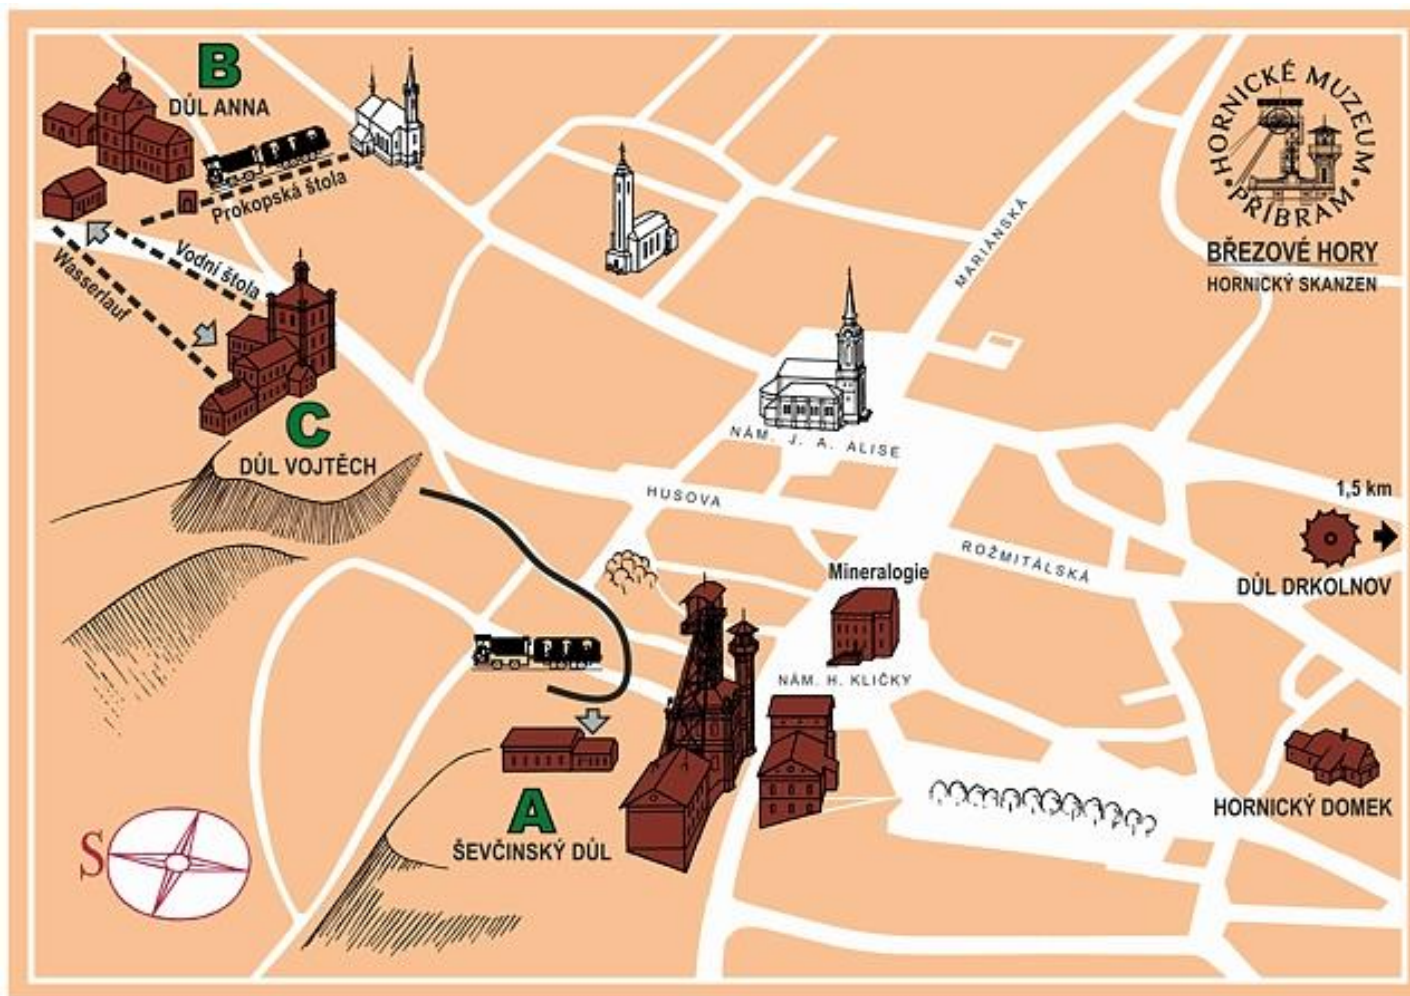 B
DŮL ANNA
Prokopská štola
Vodní štola
Wasserlauf
C
DŮL VOJTĚCH
HORNICKÉ MUZEUM
PŘÍBRAM
BŘEZOVÉ HORY
HORNICKÝ SKANZEN
MARIÁNSKÁ
NÁM. J. A. ALISE
HUSOVA
ROŽMITÁLSKÁ
1,5 km
DŮL DRKOLNOV
Mineralogie
NÁM. H. KLIČKY
A
ŠEVČINSKÝ DŮL
HORNICKÝ DOMEK
S